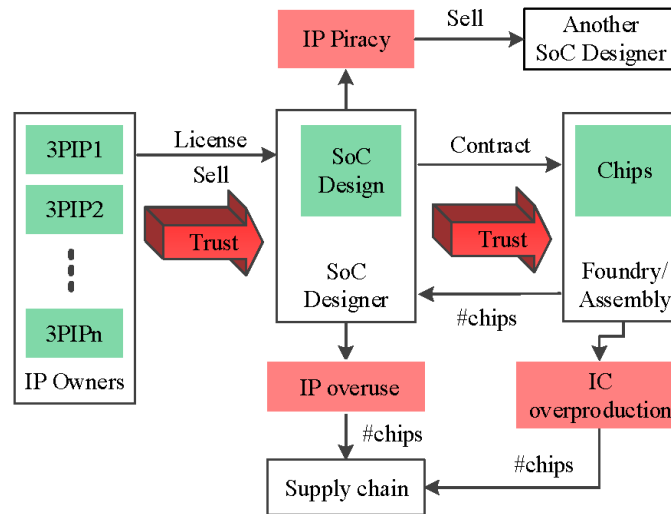 Sell
IP Piracy
Another
SoC Designer
3PIP1
License
Sell
SoC
Design
Contract
Chips
3PIP2
Trust
Trust
SoC
Designer
Foundry/
Assembly
#chips
3PIPn
IP Owners
IP overuse
IC
overproduction
#chips
#chips
Supply chain